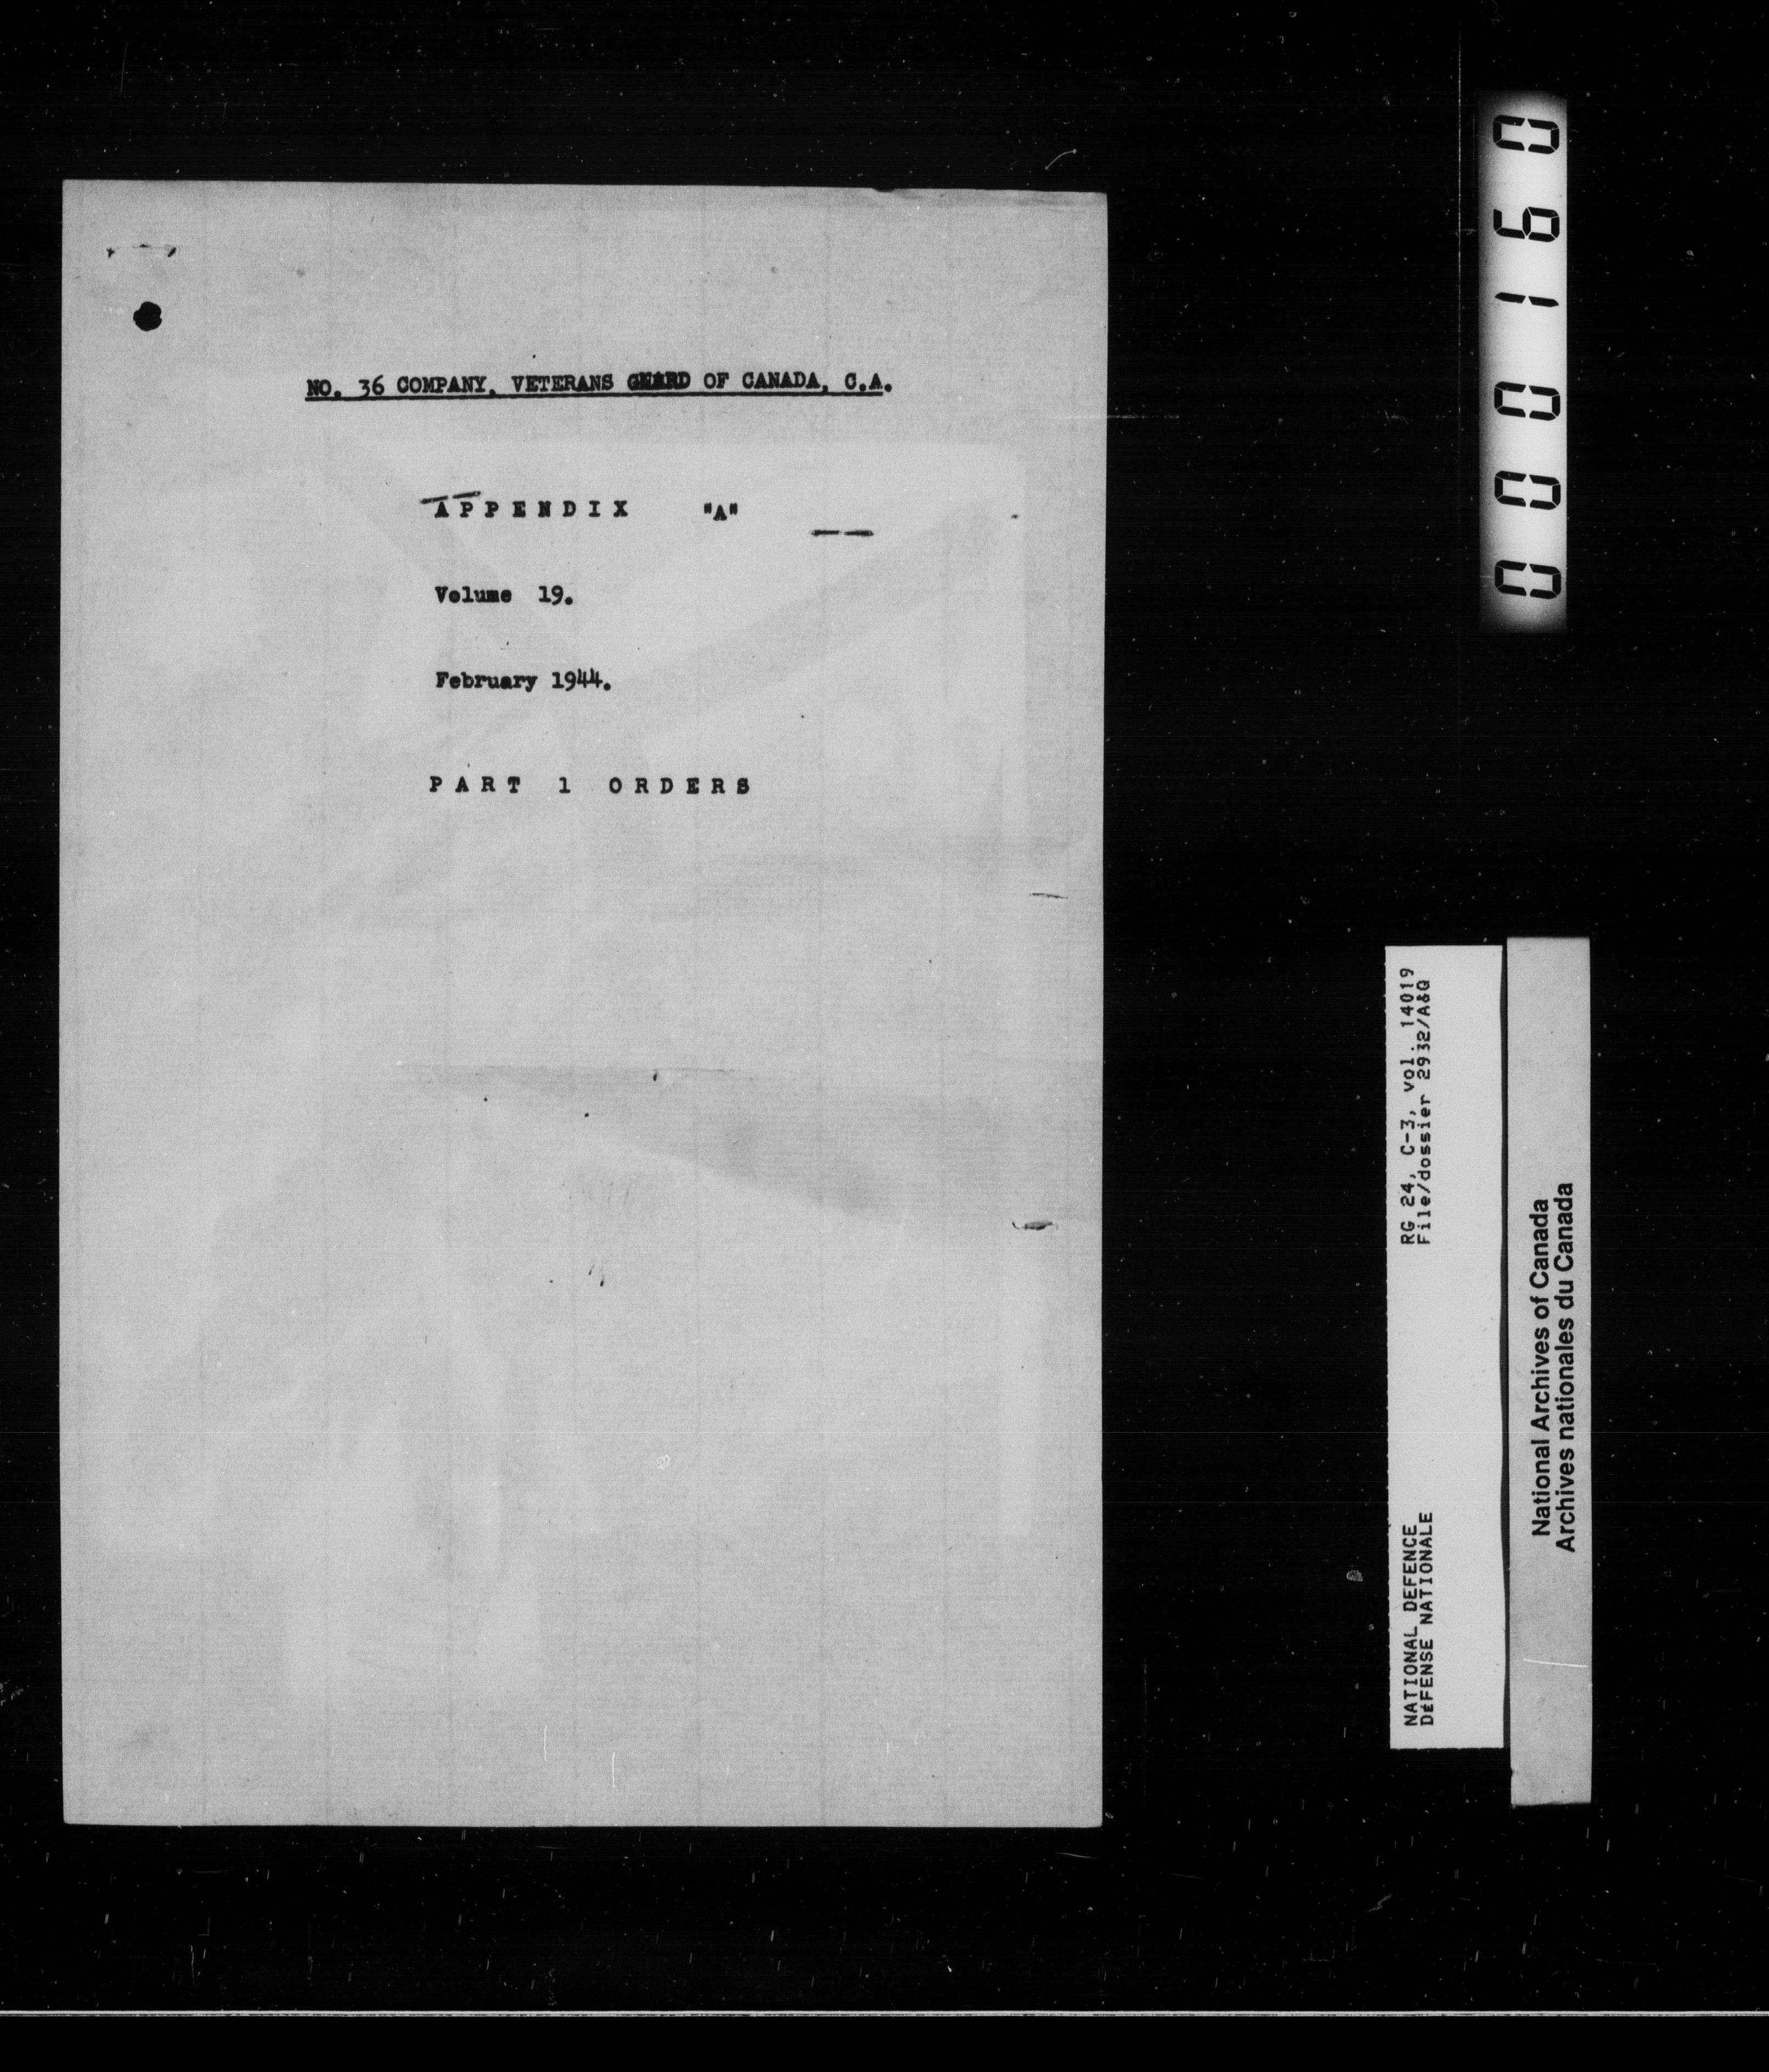 NO. 36 COMPANY, VETERANS GUARD OF CANADA, C.A.
APPENDIX "A"
Volume 19.
February 1944.
PART 1 ORDERS
000160
RG 24, C-3, vol. 14019
File/dossier 2932/A&Q
NATIONAL DEFENCE
DéFENSE NATIONALE
National Archives of Canada
Archives nationales du Canada